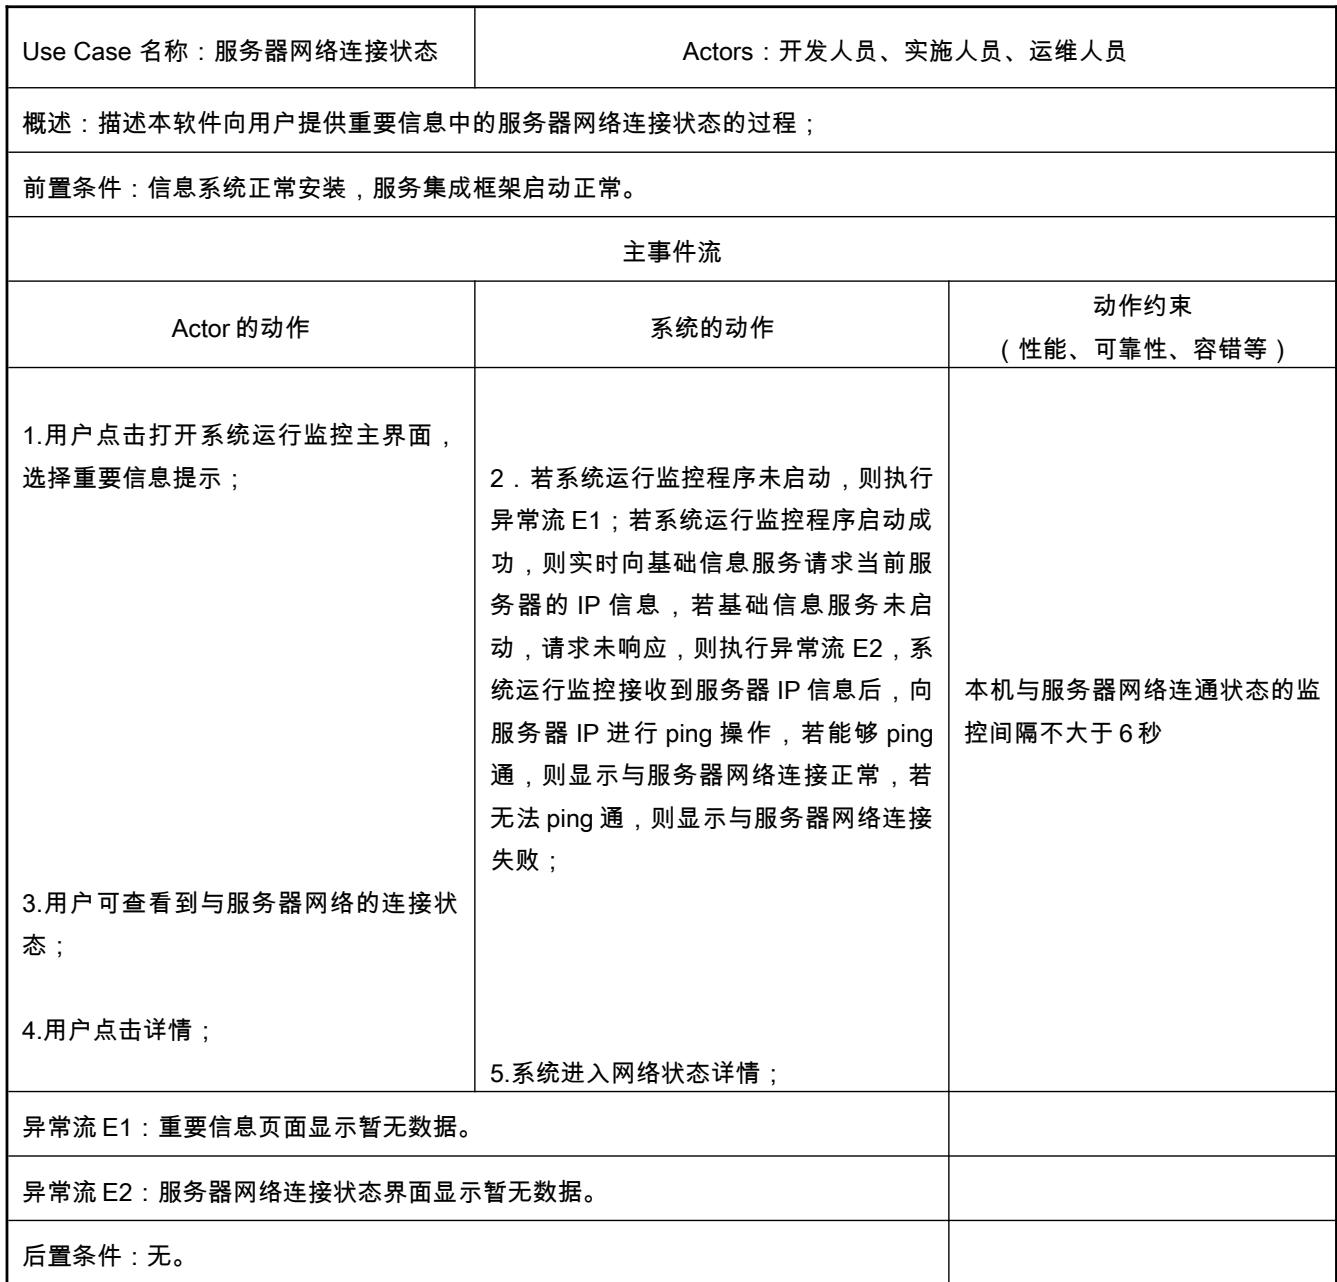 Use Case 名称：服务器网络连接状态
Actors：开发人员、实施人员、运维人员
概述：描述本软件向用户提供重要信息中的服务器网络连接状态的过程；
前置条件：信息系统正常安装，服务集成框架启动正常。
主事件流
Actor 的动作
系统的动作
动作约束
（性能、可靠性、容错等）
1.用户点击打开系统运行监控主界面，
选择重要信息提示；
2．若系统运行监控程序未启动，则执行
异常流 E1；若系统运行监控程序启动成
功，则实时向基础信息服务请求当前服
务器的 IP 信息，若基础信息服务未启
动，请求未响应，则执行异常流 E2，系
统运行监控接收到服务器 IP 信息后，向
服务器 IP 进行 ping 操作，若能够 ping
通，则显示与服务器网络连接正常，若
无法 ping 通，则显示与服务器网络连接
失败；
本机与服务器网络连通状态的监
控间隔不大于 6 秒
3.用户可查看到与服务器网络的连接状
态；
4.用户点击详情；
5.系统进入网络状态详情；
异常流 E1：重要信息页面显示暂无数据。
异常流 E2：服务器网络连接状态界面显示暂无数据。
后置条件：无。